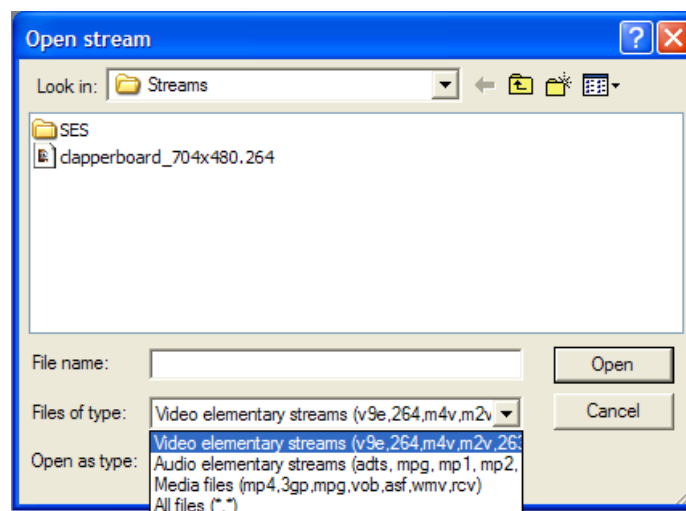 Open stream
Look in: Streams
SES
clapperboard_704x480.264
File name:
Open
Files of type: Video elementary streams (v9e,264,m4v,m2v
Cancel
Video elementary streams (v9e,264,m4v,m2v,263
Open as type:
Audio elementary streams (adts, mpg, mp1, mp2,
Media files (mp4,3gp,mpg,vob,asf,wmv,rcv)
All files (*.*)